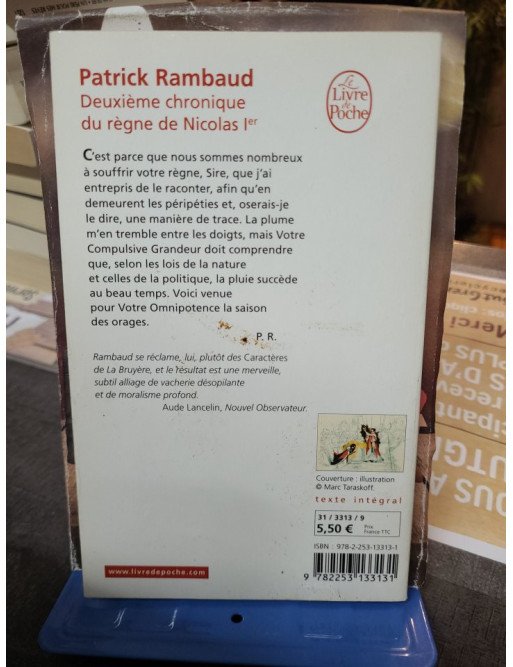 Patrick Rambaud
Deuxième chronique
du règne de Nicolas Ier
Le
Livre
de
Poche
C'est parce que nous sommes nombreux
à souffrir votre règne, Sire, que j'ai
entrepris de le raconter, afin qu'en
demeurent les péripéties et, oserais-je
le dire, une manière de trace. La plume
m'en tremble entre les doigts, mais Votre
Compulsive Grandeur doit comprendre
que, selon les lois de la nature
et celles de la politique, la pluie succède
au beau temps. Voici venue
pour Votre Omnipotence la saison
des orages.
P. R.
Rambaud se réclame, lui, plutôt des Caractères
de La Bruyère, et le résultat est une merveille,
subtil alliage de vacherie désopilante
et de moralisme profond.
Aude Lancelin, Nouvel Observateur.
Couverture : illustration
© Marc Taraskoff.
texte intégral
31 / 3313 / 9
5,50 € Prix
France TTC
ISBN : 978-2-253-13313-1
9 782253 133131
www.livredepoche.com
Merci